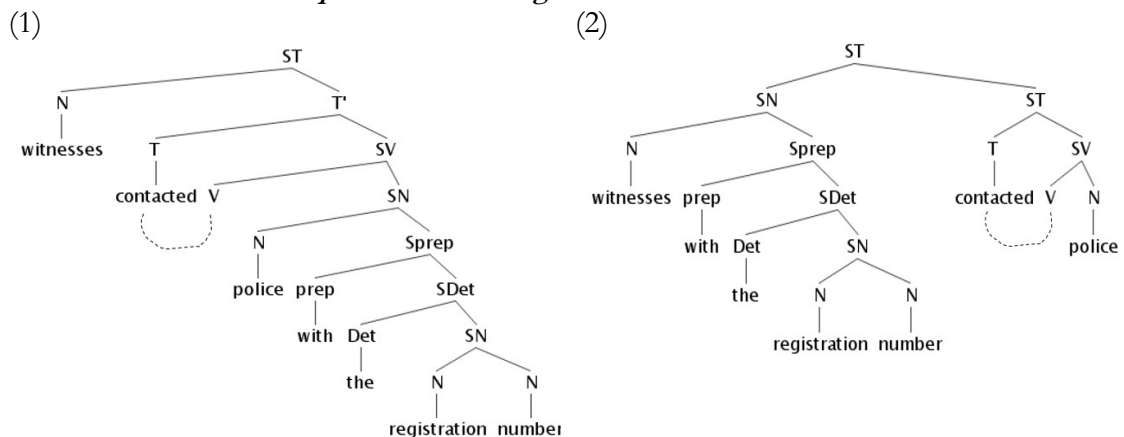 (1)
ST
N T'
witnesses T SV
contacted V SN
N Sprep
police prep SDet
with Det SN
the N N
registration number
(2)
ST
SN ST
N Sprep T SV
witnesses prep SDet contacted V N
with Det SN police
the N N
registration number